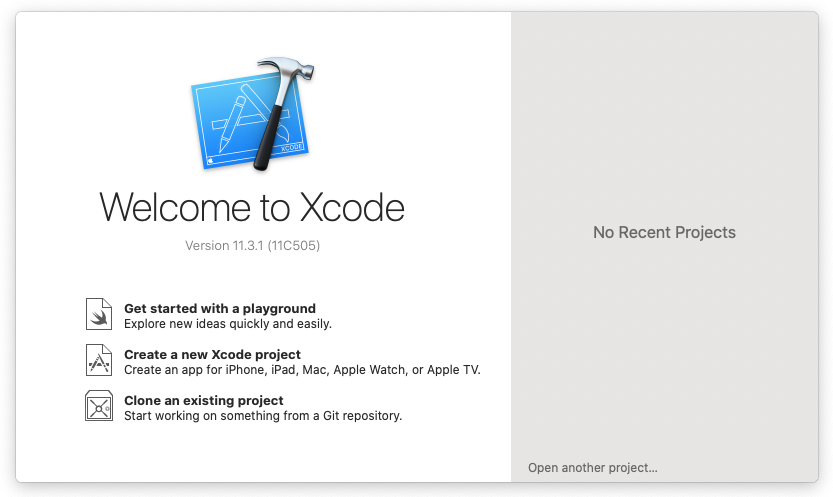 XCODE
Welcome to Xcode
Version 11.3.1 (11C505)
Get started with a playground
Explore new ideas quickly and easily.
Create a new Xcode project
Create an app for iPhone, iPad, Mac, Apple Watch, or Apple TV.
Clone an existing project
Start working on something from a Git repository.
No Recent Projects
Open another project...